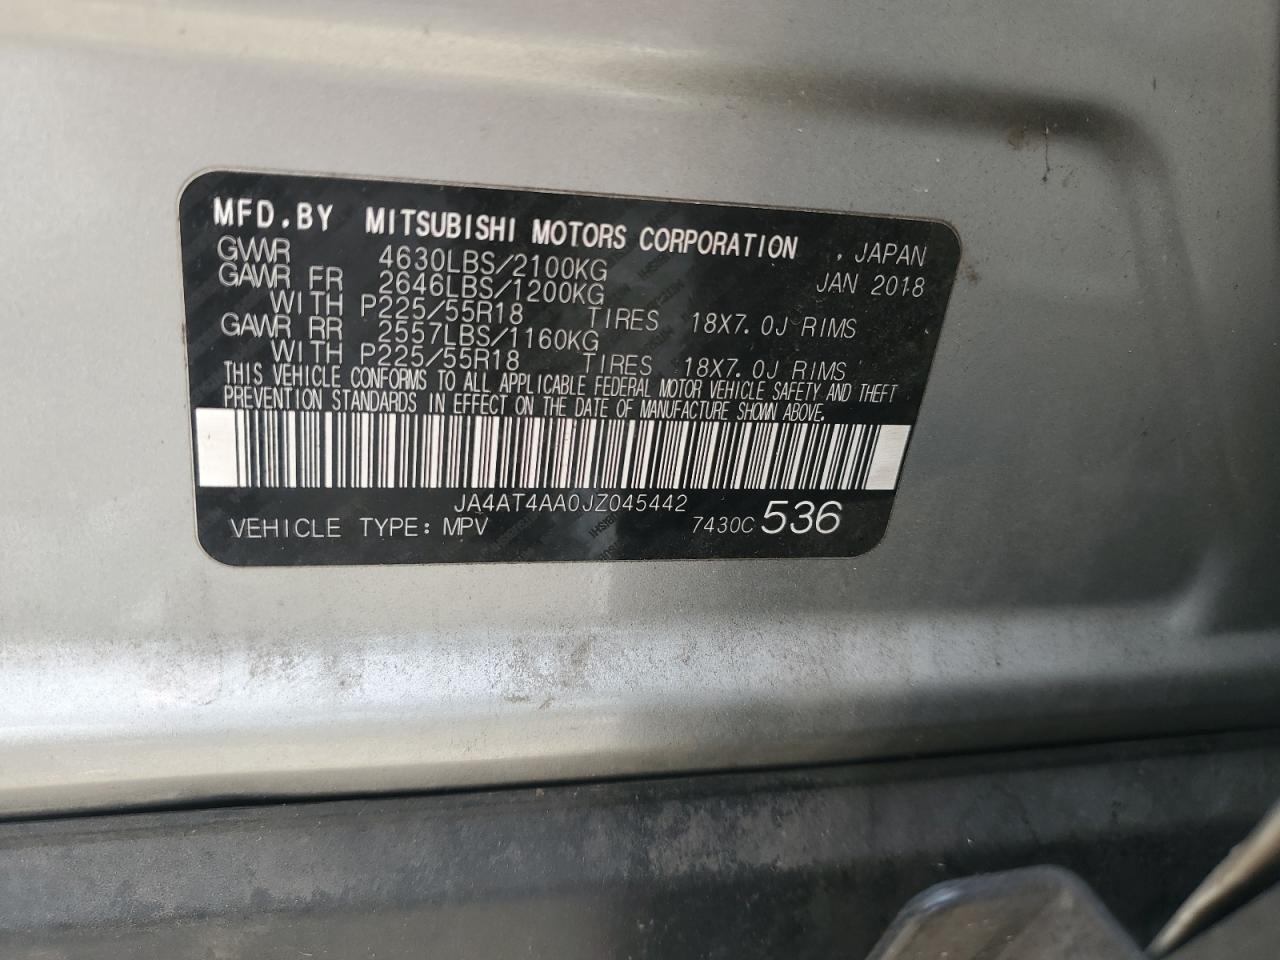 MFD.BY MITSUBISHI MOTORS CORPORATION , JAPAN
GVWR 4630LBS/2100KG JAN 2018
GAWR FR 2646LBS/1200KG
WITH P225/55R18 TIRES 18X7.0J RIMS
GAWR RR 2557LBS/1160KG
WITH P225/55R18 TIRES 18X7.0J RIMS
THIS VEHICLE CONFORMS TO ALL APPLICABLE FEDERAL MOTOR VEHICLE SAFETY AND THEFT
PREVENTION STANDARDS IN EFFECT ON THE DATE OF MANUFACTURE SHOWN ABOVE.
JA4AT4AA0JZ045442
VEHICLE TYPE: MPV 7430C 536